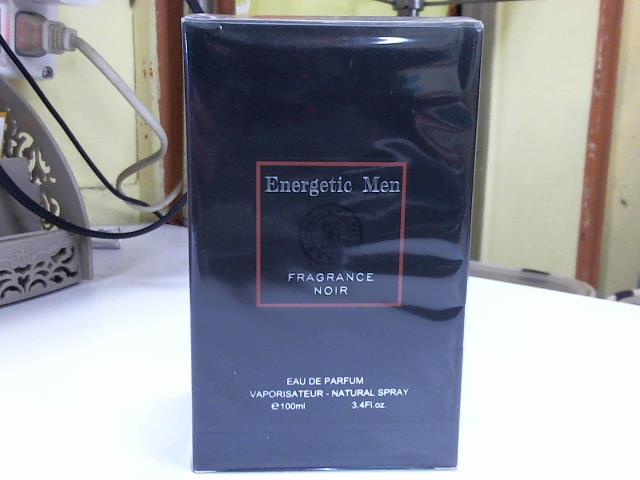 Energetic Men
FRAGRANCE
NOIR
EAU DE PARFUM
VAPORISATEUR - NATURAL SPRAY
℮100ml 3.4Fl.oz.